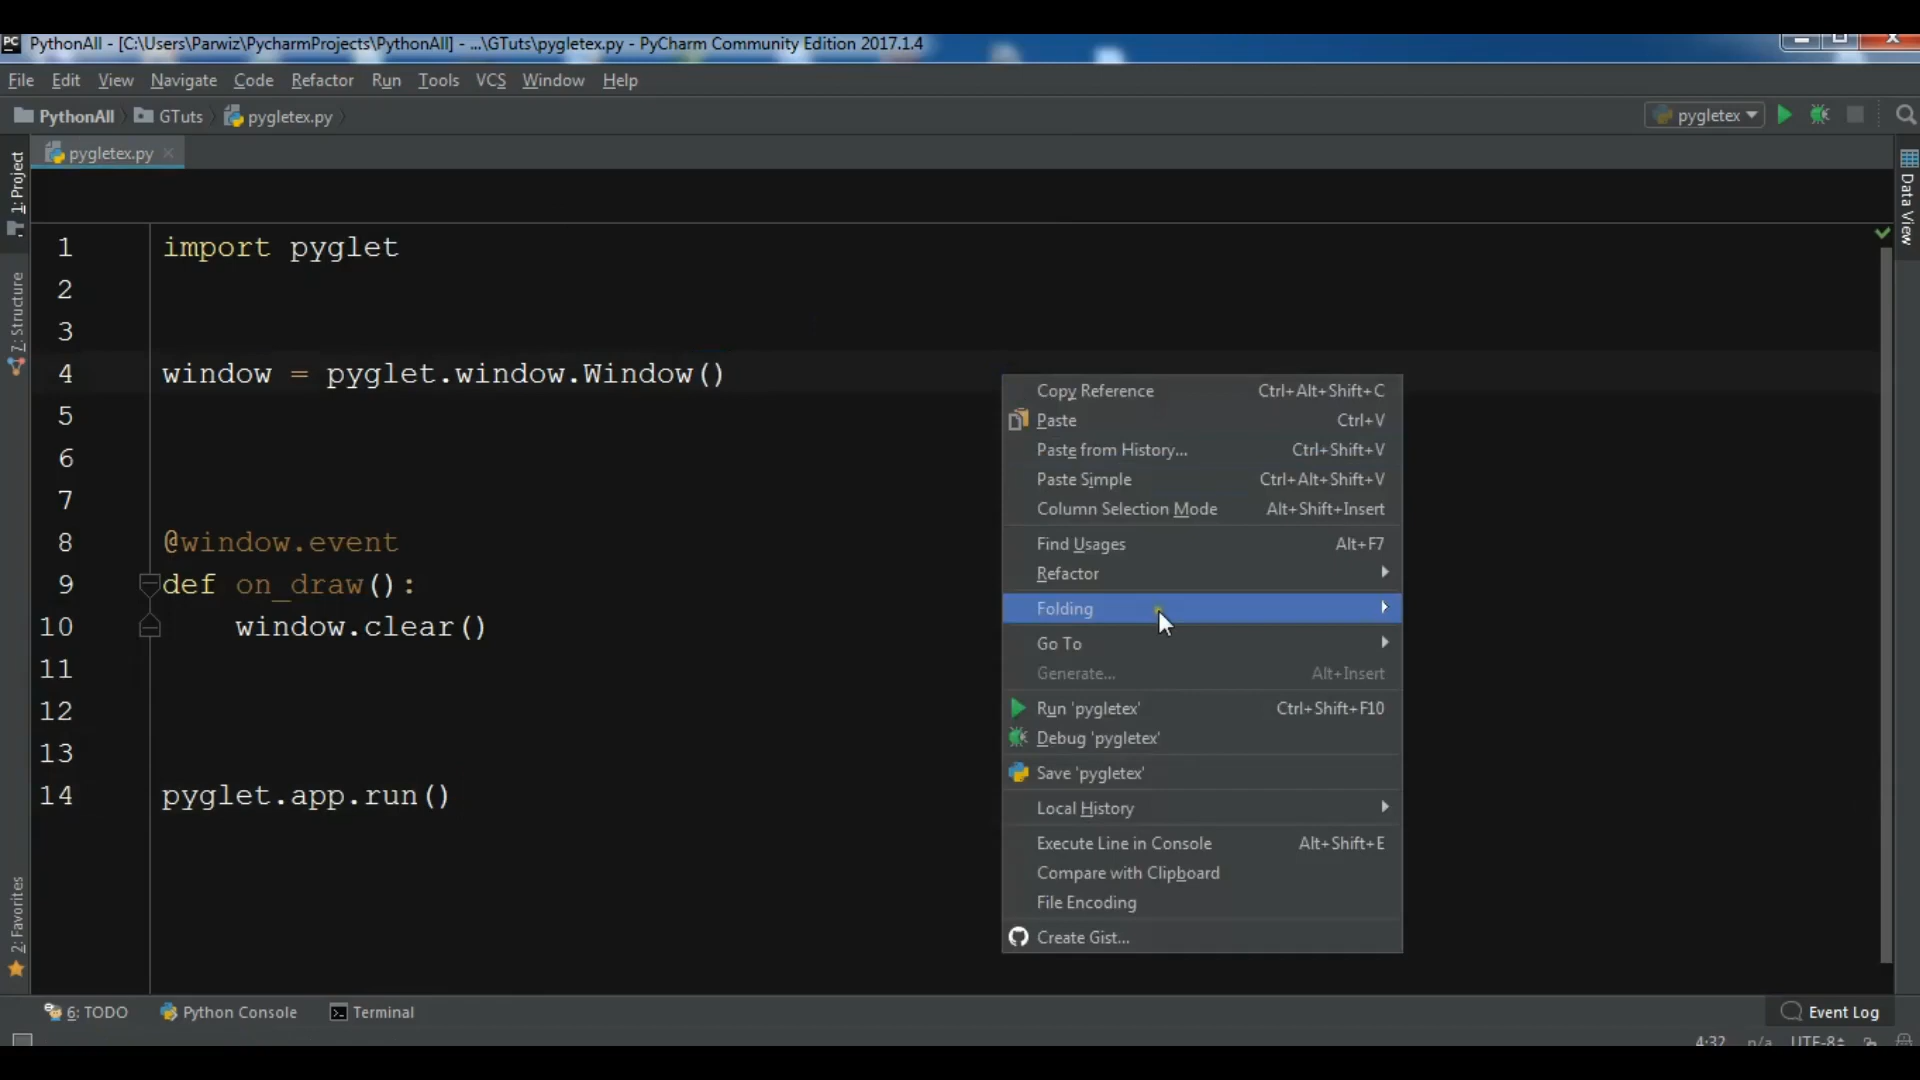 PC PythonAll - [C:\Users\Parwiz\PycharmProjects\PythonAll] - ...\GTuts\pygletex.py - PyCharm Community Edition 2017.1.4
File Edit View Navigate Code Refactor Run Tools VCS Window Help
PythonAll GTuts pygletex.py pygletex
pygletex.py
1: Project
7: Structure
2: Favorites
Data View
1 import pyglet
2
3
4 window = pyglet.window.Window()
5
6
7
8 @window.event
9 def on_draw():
10 window.clear()
11
12
13
14 pyglet.app.run()
Copy Reference Ctrl+Alt+Shift+C
Paste Ctrl+V
Paste from History... Ctrl+Shift+V
Paste Simple Ctrl+Alt+Shift+V
Column Selection Mode Alt+Shift+Insert
Find Usages Alt+F7
Refactor
Folding
Go To
Generate... Alt+Insert
Run 'pygletex' Ctrl+Shift+F10
Debug 'pygletex'
Save 'pygletex'
Local History
Execute Line in Console Alt+Shift+E
Compare with Clipboard
File Encoding
Create Gist...
6: TODO Python Console Terminal Event Log
4:32 n/a UTF-8